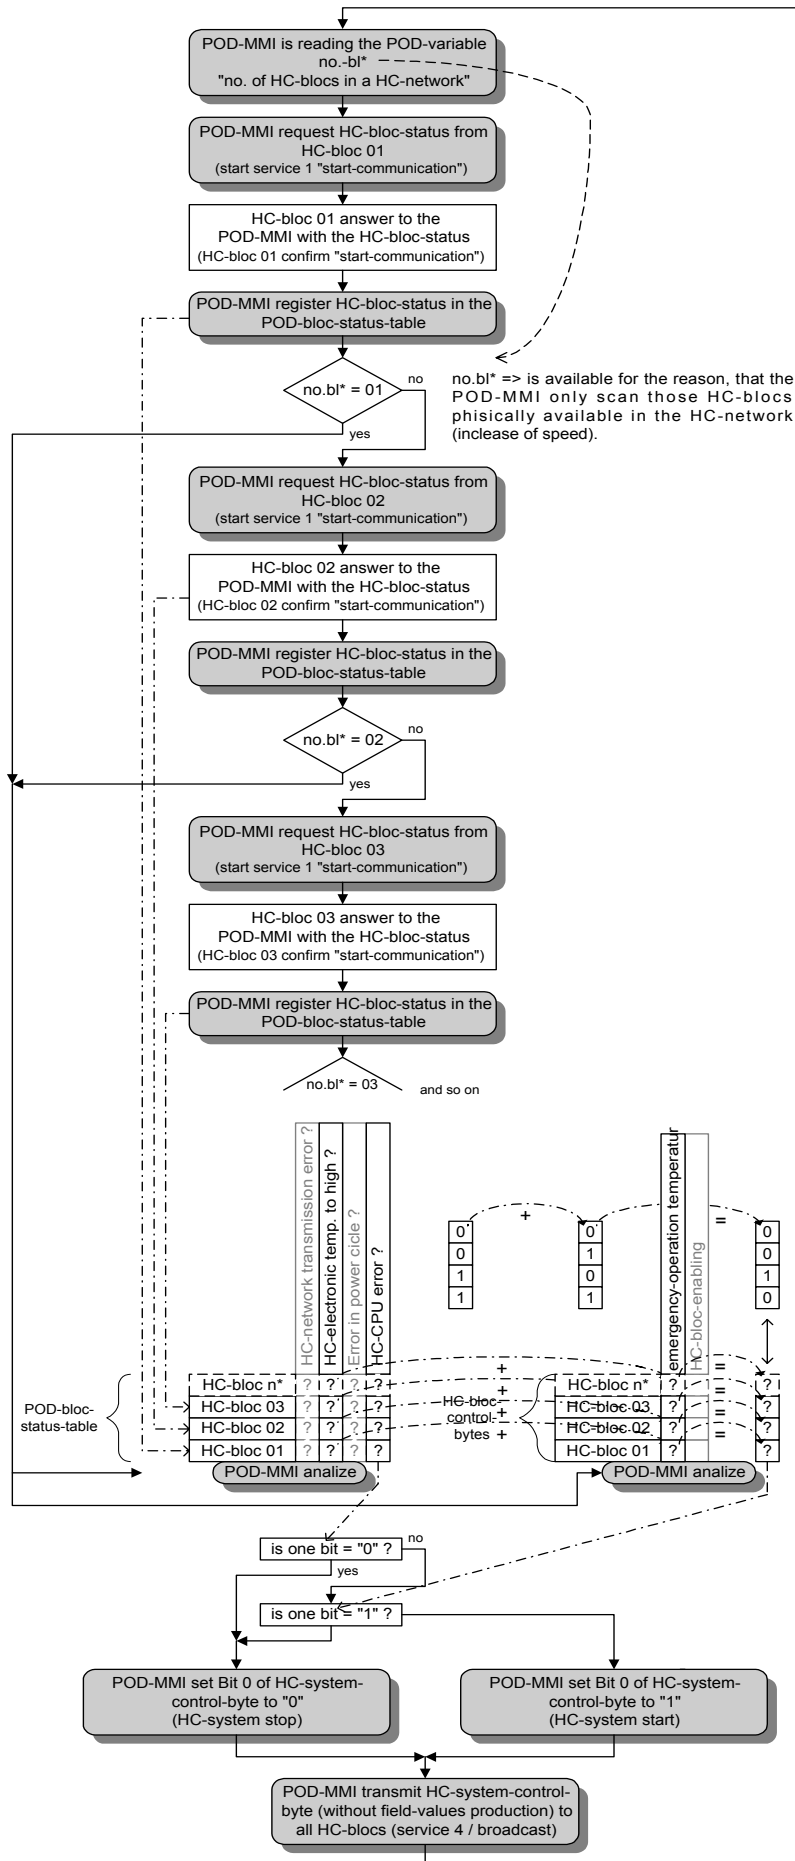 POD-MMI is reading the POD-variable
no.-bl*
"no. of HC-blocs in a HC-network"
POD-MMI request HC-bloc-status from
HC-bloc 01
(start service 1 "start-communication")
HC-bloc 01 answer to the
POD-MMI with the HC-bloc-status
(HC-bloc 01 confirm "start-communication")
POD-MMI register HC-bloc-status in the
POD-bloc-status-table
no.bl* = 01
no
yes
no.bl* => is available for the reason, that the
POD-MMI only scan those HC-blocs
phisically available in the HC-network
(inclease of speed).
POD-MMI request HC-bloc-status from
HC-bloc 02
(start service 1 "start-communication")
HC-bloc 02 answer to the
POD-MMI with the HC-bloc-status
(HC-bloc 02 confirm "start-communication")
POD-MMI register HC-bloc-status in the
POD-bloc-status-table
no.bl* = 02
no
yes
POD-MMI request HC-bloc-status from
HC-bloc 03
(start service 1 "start-communication")
HC-bloc 03 answer to the
POD-MMI with the HC-bloc-status
(HC-bloc 03 confirm "start-communication")
POD-MMI register HC-bloc-status in the
POD-bloc-status-table
no.bl* = 03
and so on
HC-network transmission error ?
HC-electronic temp. to high ?
Error in power cicle ?
HC-CPU error ?
emergency-operation temperatur
HC-bloc-enabling
+ =
0 0 0
0 1 0
1 0 1
1 1 0
POD-bloc-
status-table
HC-bloc n* ? ? ? ?
HC-bloc 03 ? ? ? ?
HC-bloc 02 ? ? ? ?
HC-bloc 01 ? ? ? ?
POD-MMI analize
+
+
+
+
HC-bloc-
control-
bytes
HC-bloc n* ? = ?
HC-bloc 03 ? = ?
HC-bloc 02 ? = ?
HC-bloc 01 ? = ?
POD-MMI analize
is one bit = "0" ?
no
yes
is one bit = "1" ?
POD-MMI set Bit 0 of HC-system-
control-byte to "0"
(HC-system stop)
POD-MMI set Bit 0 of HC-system-
control-byte to "1"
(HC-system start)
POD-MMI transmit HC-system-control-
byte (without field-values production) to
all HC-blocs (service 4 / broadcast)